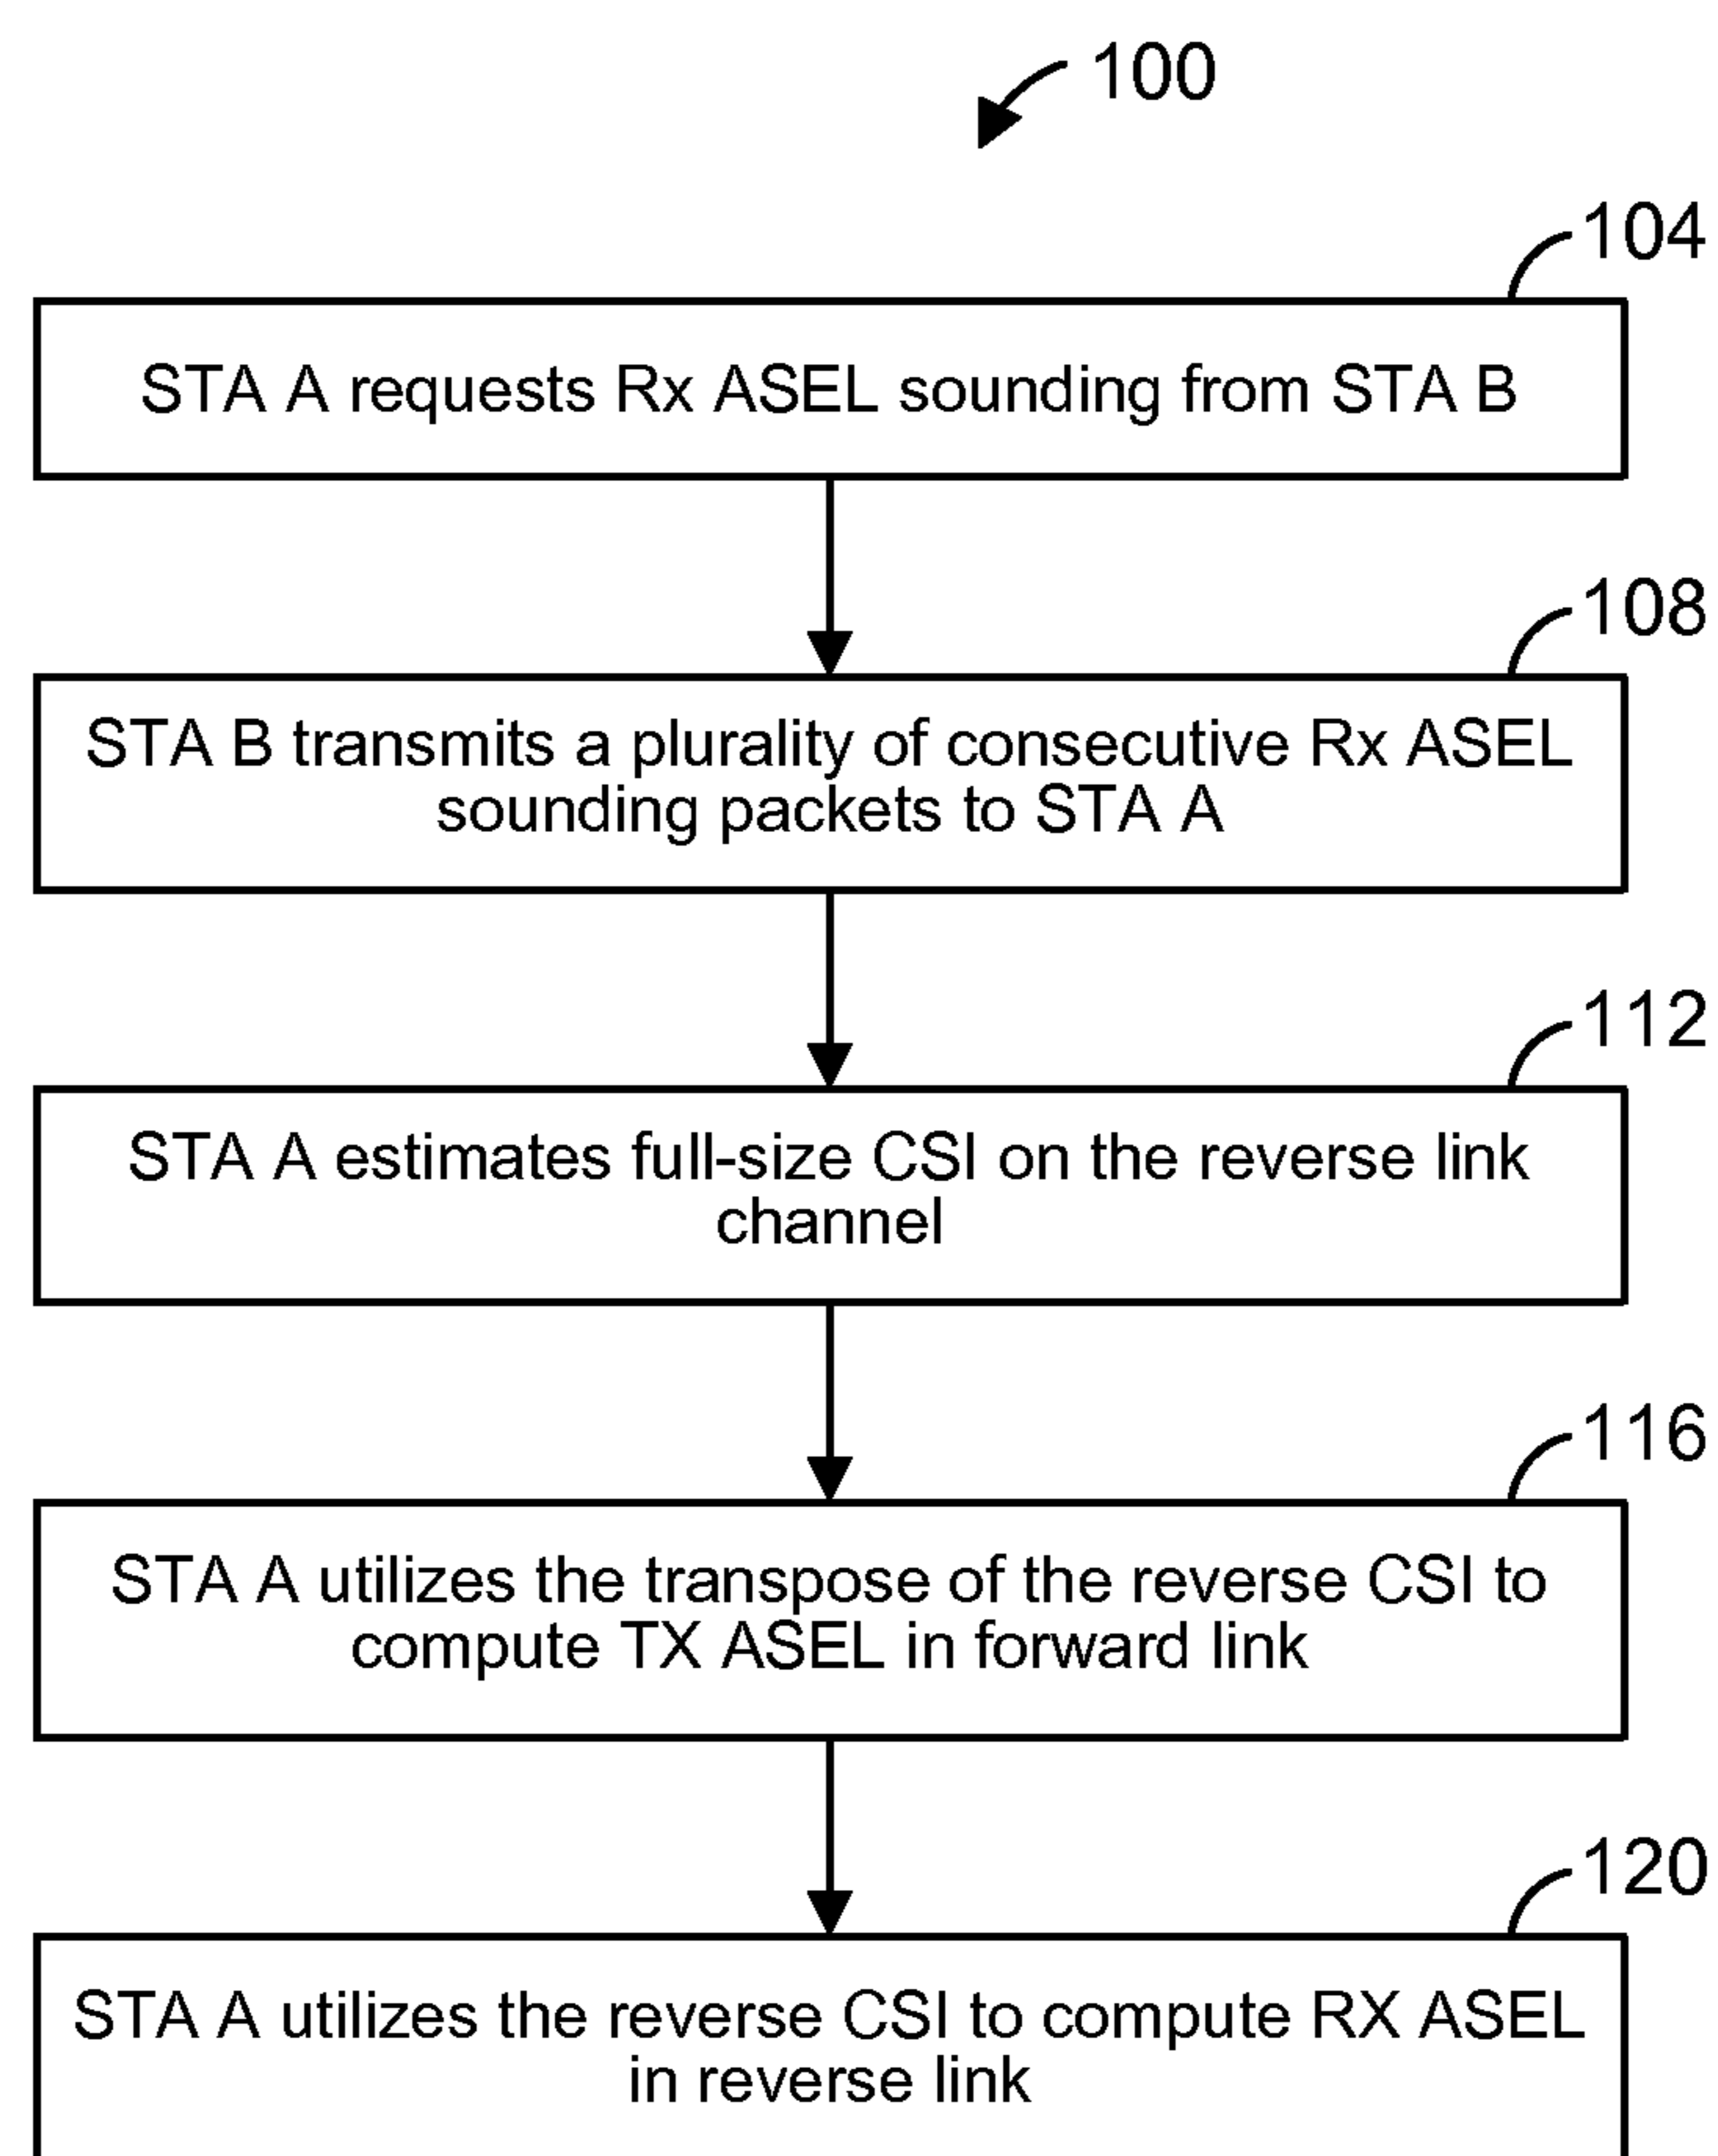 100
104
STA A requests Rx ASEL sounding from STA B
108
STA B transmits a plurality of consecutive Rx ASEL
sounding packets to STA A
112
STA A estimates full-size CSI on the reverse link
channel
116
STA A utilizes the transpose of the reverse CSI to
compute TX ASEL in forward link
120
STA A utilizes the reverse CSI to compute RX ASEL
in reverse link